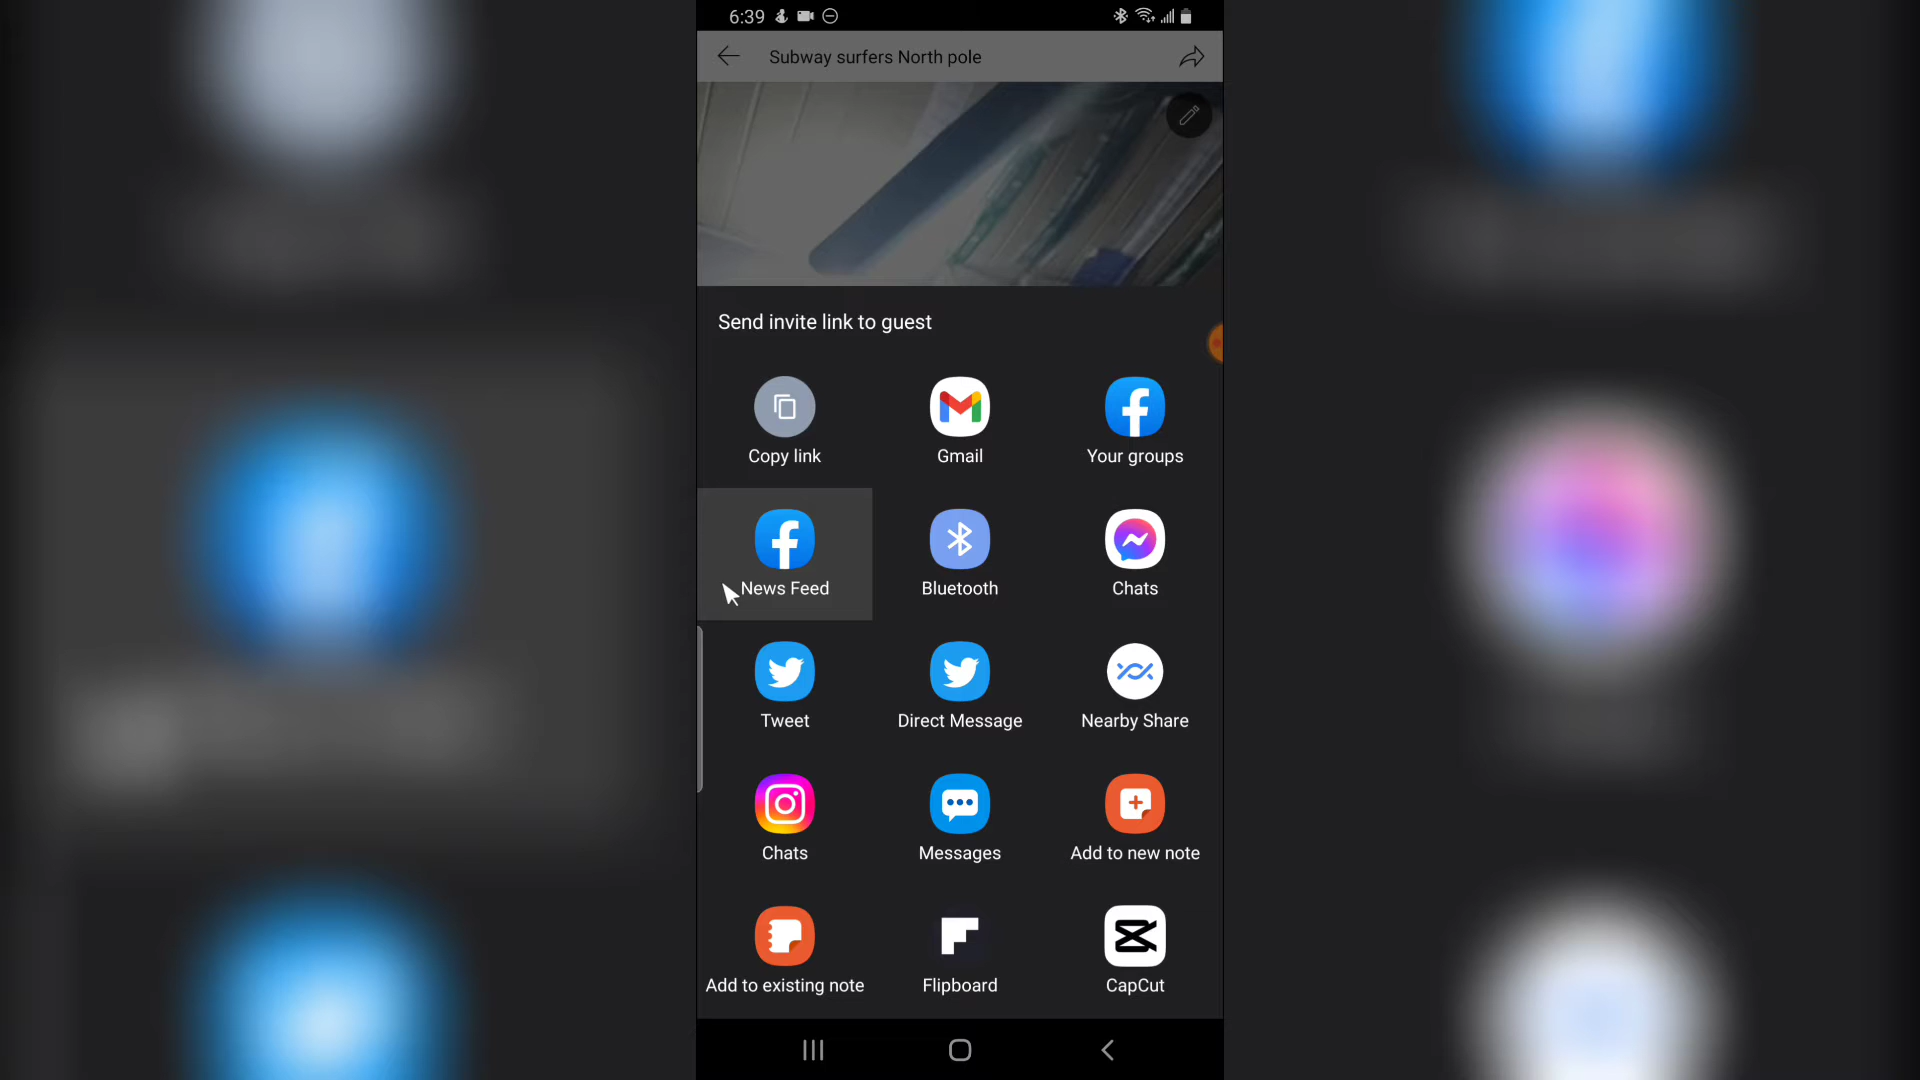 6:39
Subway surfers North pole
Send invite link to guest
Copy link
Gmail
Your groups
News Feed
Bluetooth
Chats
Tweet
Direct Message
Nearby Share
Chats
Messages
Add to new note
Add to existing note
Flipboard
CapCut